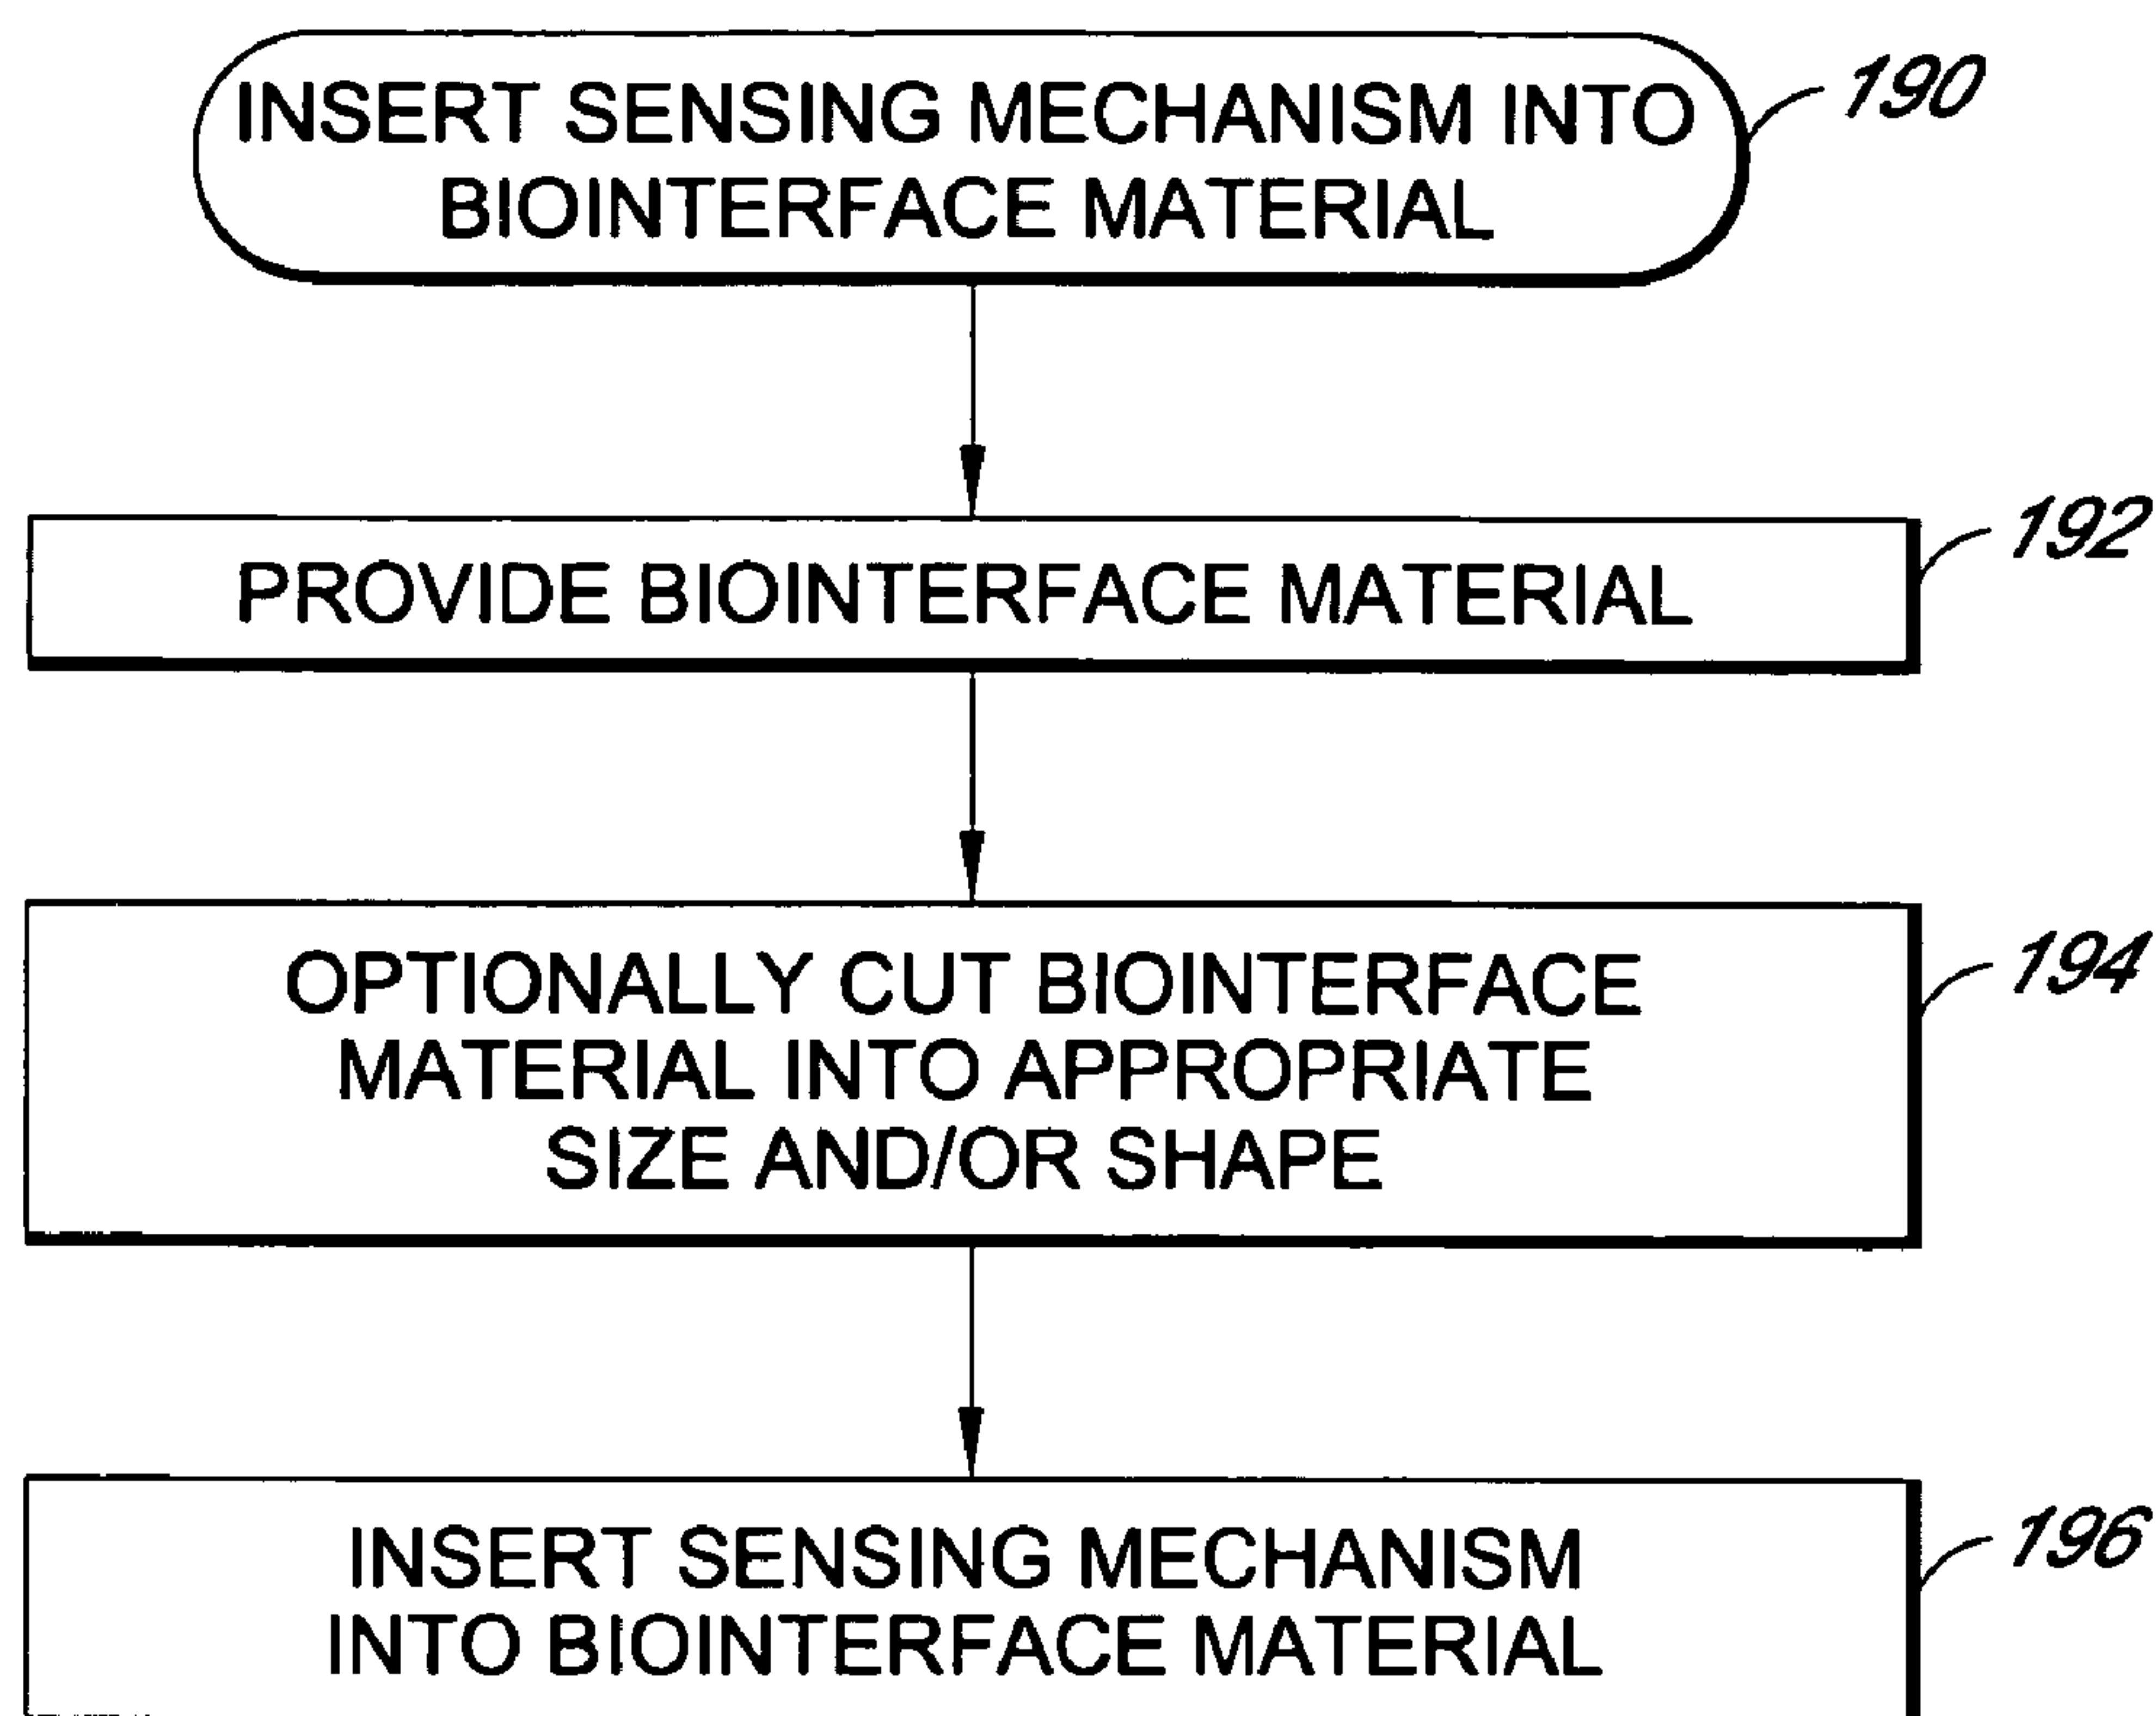 INSERT SENSING MECHANISM INTO
BIOINTERFACE MATERIAL
190
PROVIDE BIOINTERFACE MATERIAL
192
OPTIONALLY CUT BIOINTERFACE
MATERIAL INTO APPROPRIATE
SIZE AND/OR SHAPE
194
INSERT SENSING MECHANISM
INTO BIOINTERFACE MATERIAL
196